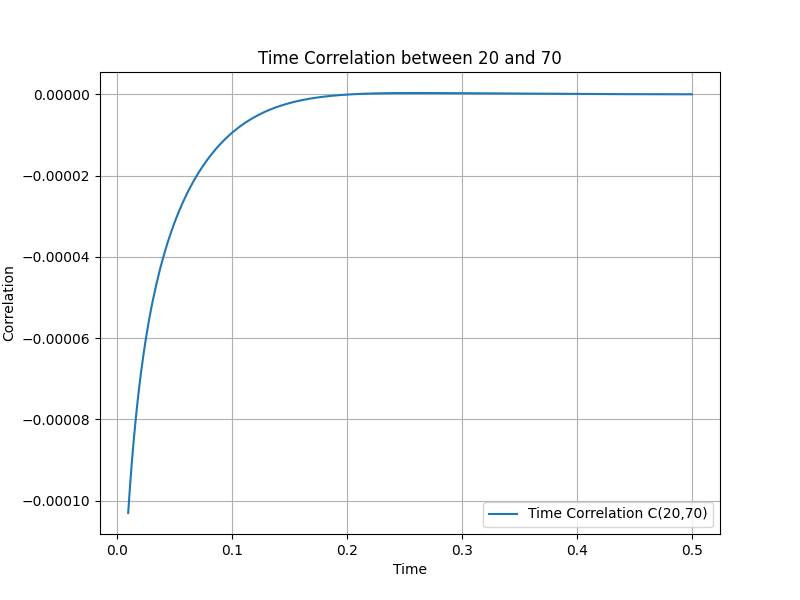 Time Correlation between 20 and 70
Correlation
0.00000
−0.00002
−0.00004
−0.00006
−0.00008
−0.00010
0.0 0.1 0.2 0.3 0.4 0.5
Time
Time Correlation C(20,70)